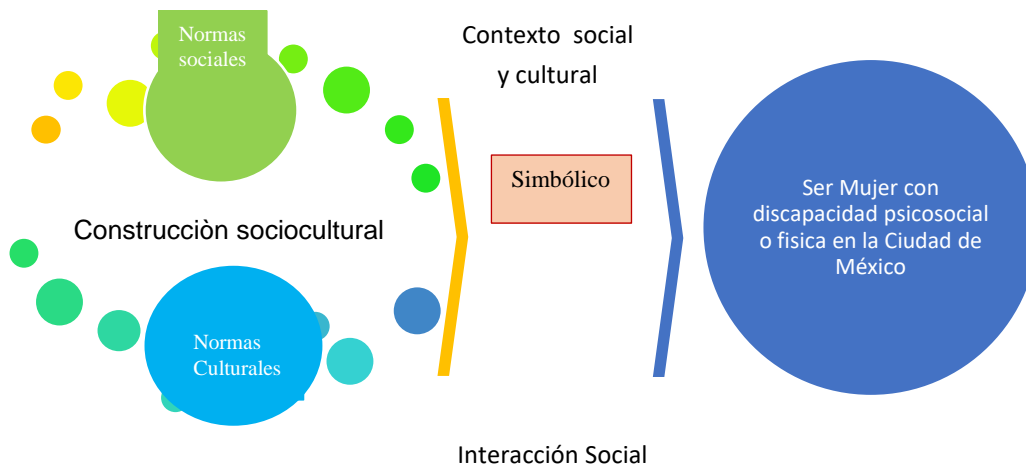 Normas
sociales
Construcciòn sociocultural
Normas
Culturales
Contexto social
y cultural
Simbólico
Interacción Social
Ser Mujer con
discapacidad psicosocial
o fisica en la Ciudad de
México